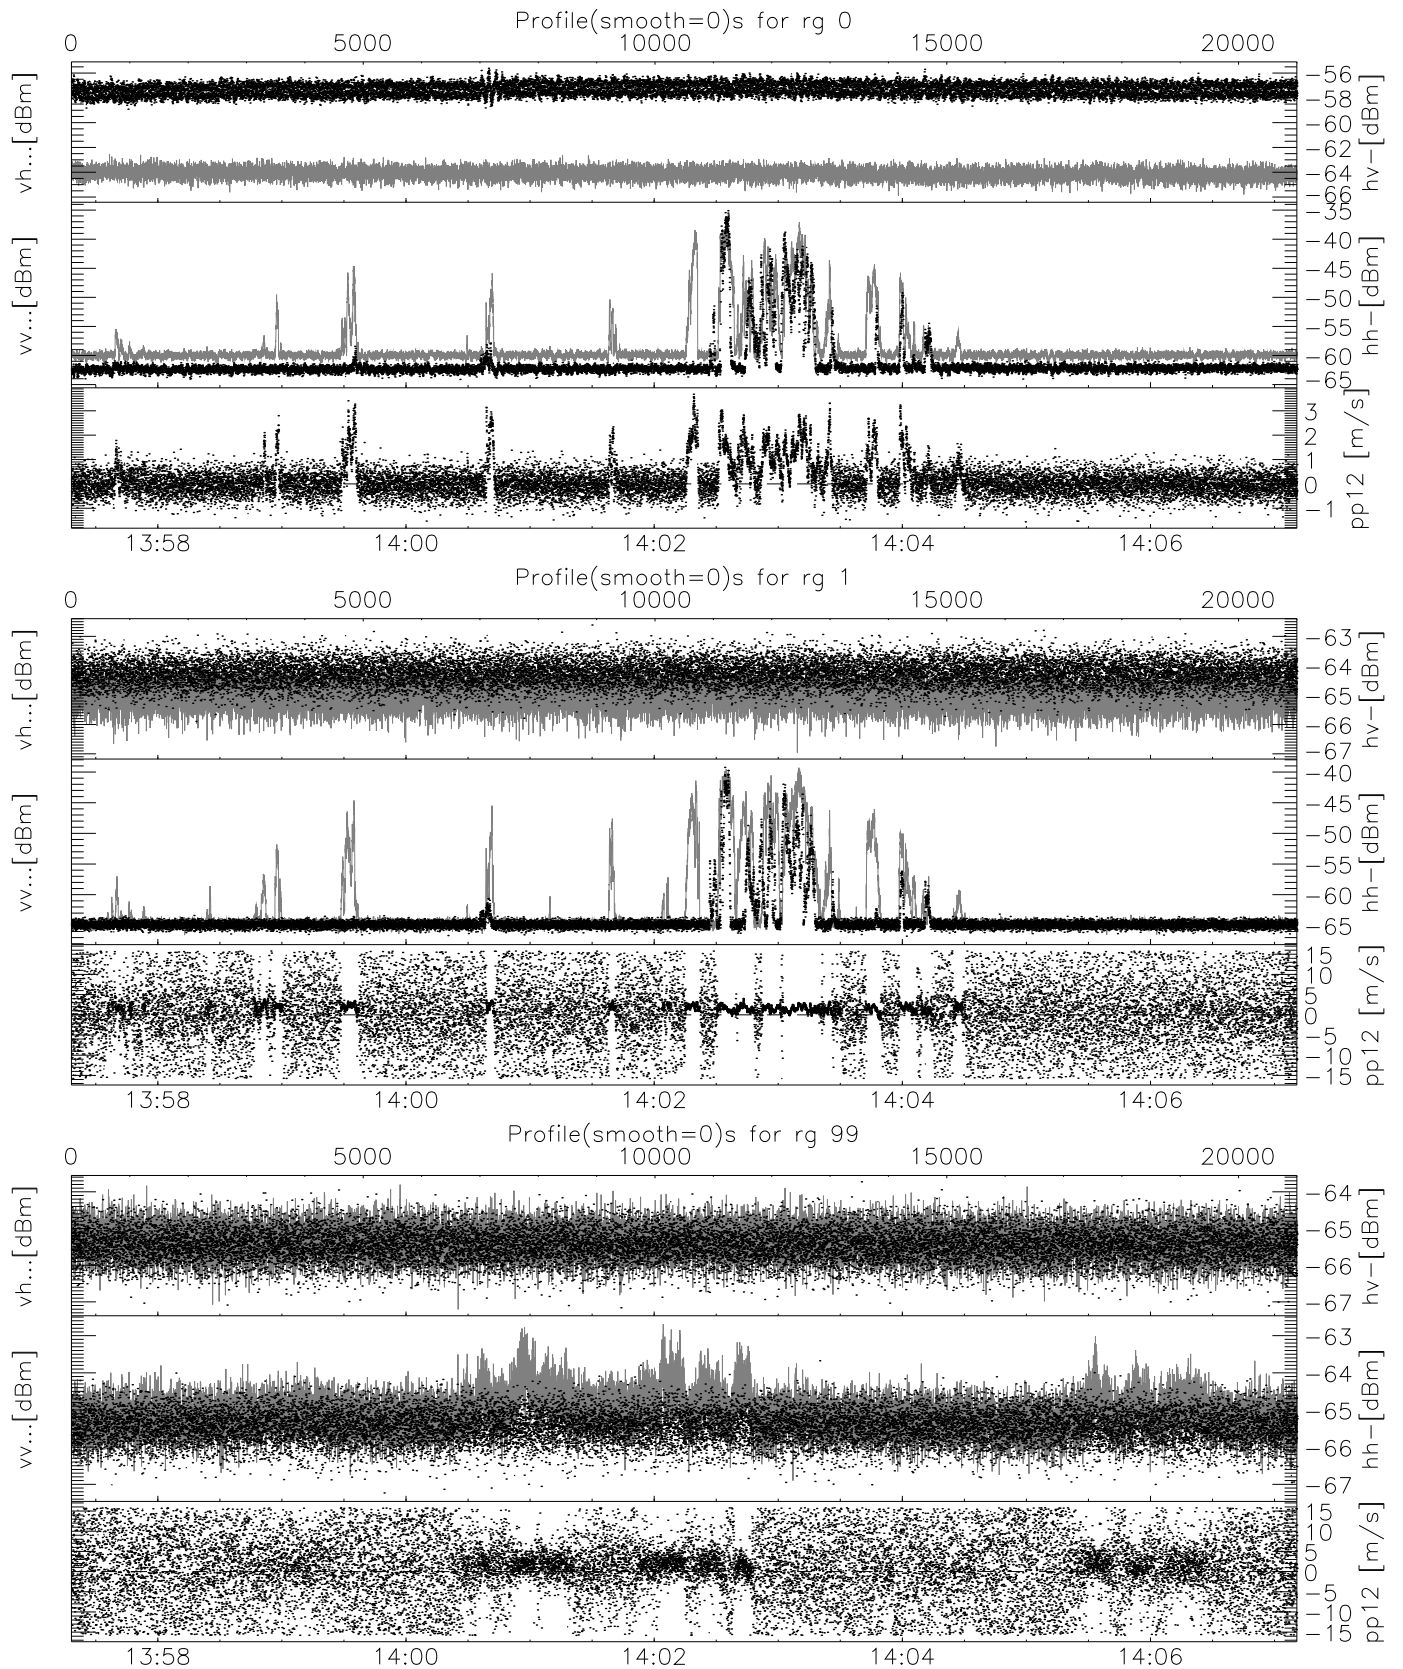 Profile(smooth=0)s for rg 0
0 5000 10000 15000 20000
vh...[dBm] -56 -58 -60 -62 -64 -66 hv-[dBm]
vv...[dBm] -35 -40 -45 -50 -55 -60 -65 hh-[dBm]
3 2 1 0 -1 pp12 [m/s]
13:58 14:00 14:02 14:04 14:06
Profile(smooth=0)s for rg 1
0 5000 10000 15000 20000
vh...[dBm] -63 -64 -65 -66 -67 hv-[dBm]
vv...[dBm] -40 -45 -50 -55 -60 -65 hh-[dBm]
15 10 5 0 -5 -10 -15 pp12 [m/s]
13:58 14:00 14:02 14:04 14:06
Profile(smooth=0)s for rg 99
0 5000 10000 15000 20000
vh...[dBm] -64 -65 -66 -67 hv-[dBm]
vv...[dBm] -63 -64 -65 -66 -67 hh-[dBm]
15 10 5 0 -5 -10 -15 pp12 [m/s]
13:58 14:00 14:02 14:04 14:06